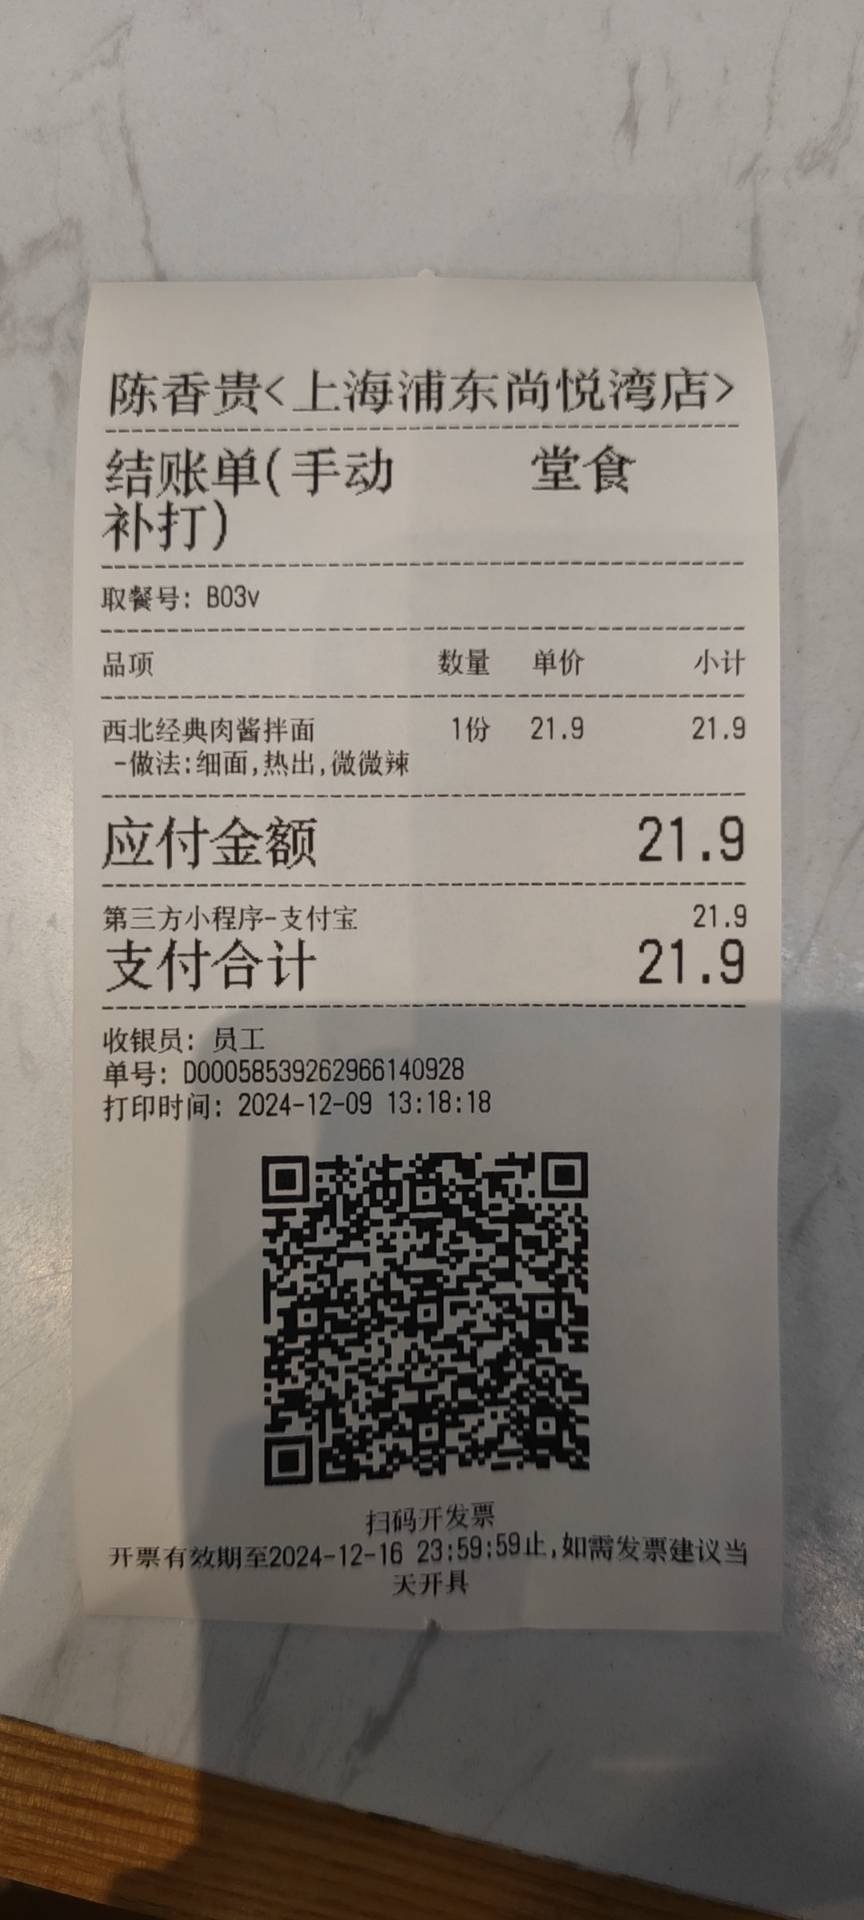 陈香贵<上海浦东尚悦湾店>
结账单(手动 堂食
补打)
取餐号: B03v
品项 数量 单价 小计
西北经典肉酱拌面 1份 21.9 21.9
-做法:细面,热出,微微辣
应付金额 21.9
第三方小程序-支付宝 21.9
支付合计 21.9
收银员: 员工
单号: D00058539262966140928
打印时间: 2024-12-09 13:18:18
扫码开发票
开票有效期至2024-12-16 23:59:59止,如需发票建议当
天开具